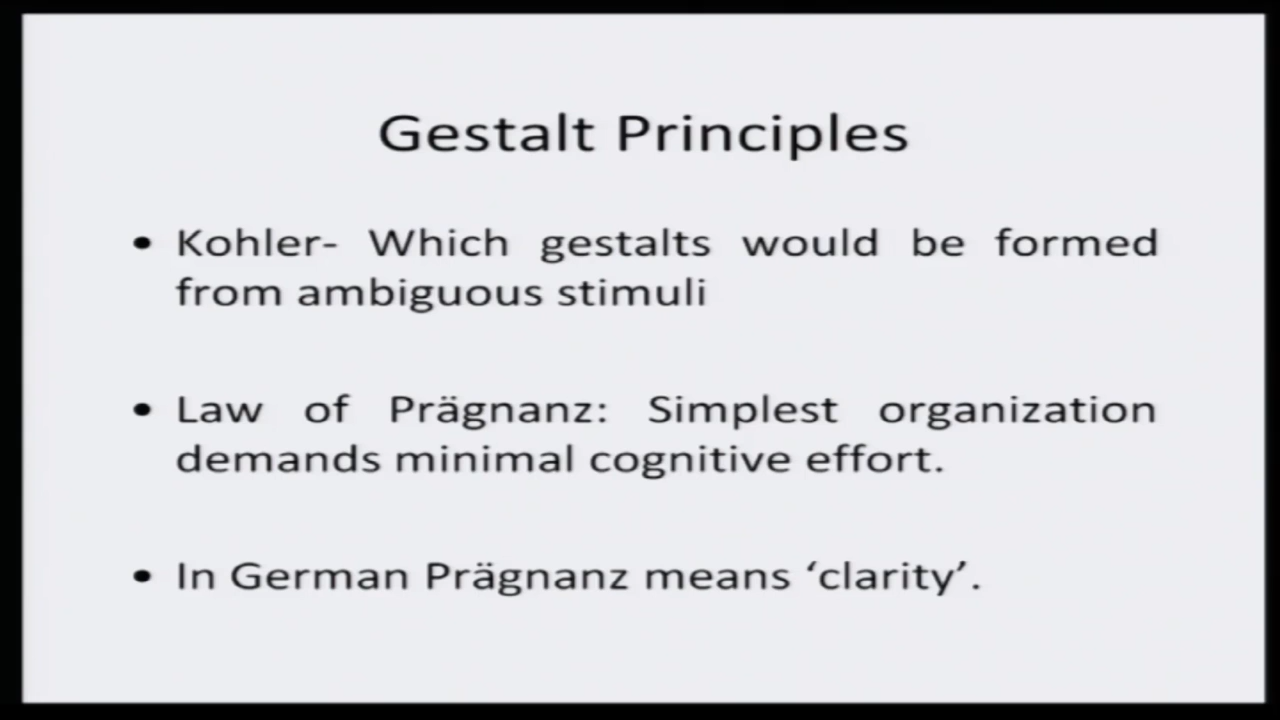 Gestalt Principles
• Kohler- Which gestalts would be formed
from ambiguous stimuli
• Law of Prägnanz: Simplest organization
demands minimal cognitive effort.
• In German Prägnanz means ‘clarity’.